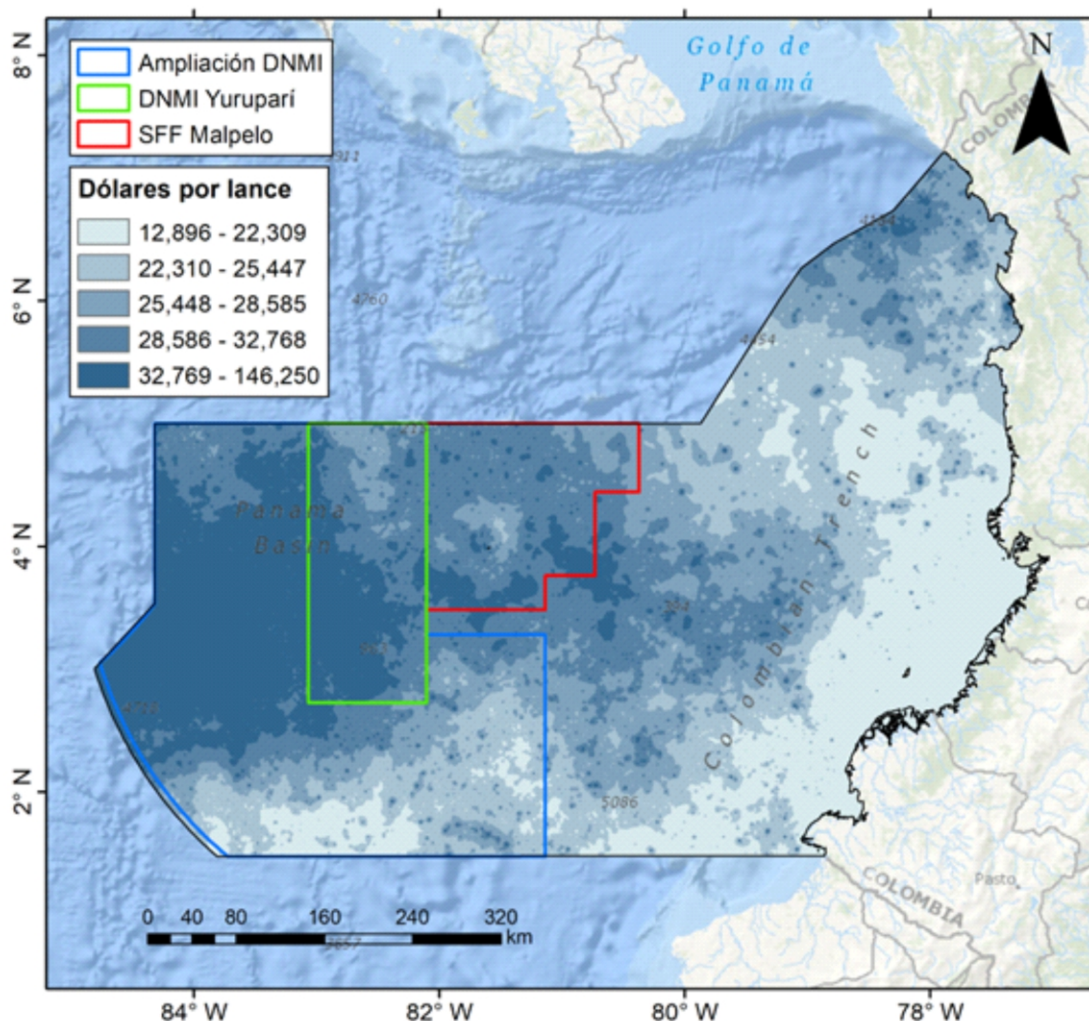 Golfo de
Panamá
N
COLOMBIA
Ampliación DNMI
DNMI Yuruparí
SFF Malpelo
Dólares por lance
12,896 - 22,309
22,310 - 25,447
25,448 - 28,585
28,586 - 32,768
32,769 - 146,250
4760
Panama
Basin
Colombian Trench
5086
COLOMBIA
Pasto
0 40 80 160 240 320
km
8° N
6° N
4° N
2° N
84° W
82° W
80° W
78° W